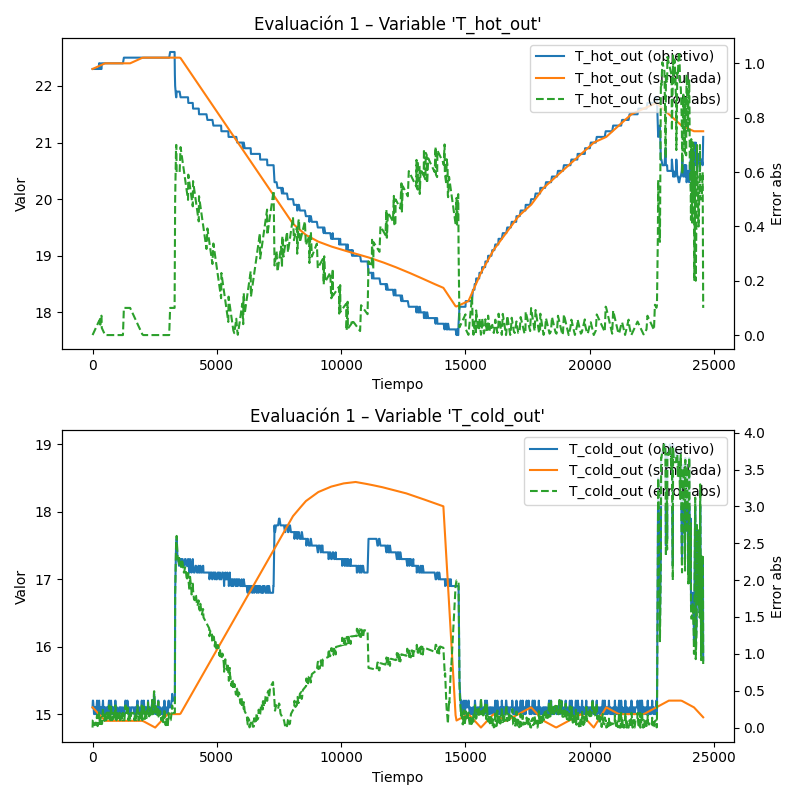 Evaluación 1 – Variable 'T_hot_out'
T_hot_out (objetivo)
T_hot_out (simulada)
T_hot_out (error abs)
Valor
22
21
20
19
18
1.0
0.8
0.6
0.4
0.2
0.0
Error abs
0
5000
10000
15000
20000
25000
Tiempo
Evaluación 1 – Variable 'T_cold_out'
T_cold_out (objetivo)
T_cold_out (simulada)
T_cold_out (error abs)
Valor
19
18
17
16
15
4.0
3.5
3.0
2.5
2.0
1.5
1.0
0.5
0.0
Error abs
0
5000
10000
15000
20000
25000
Tiempo